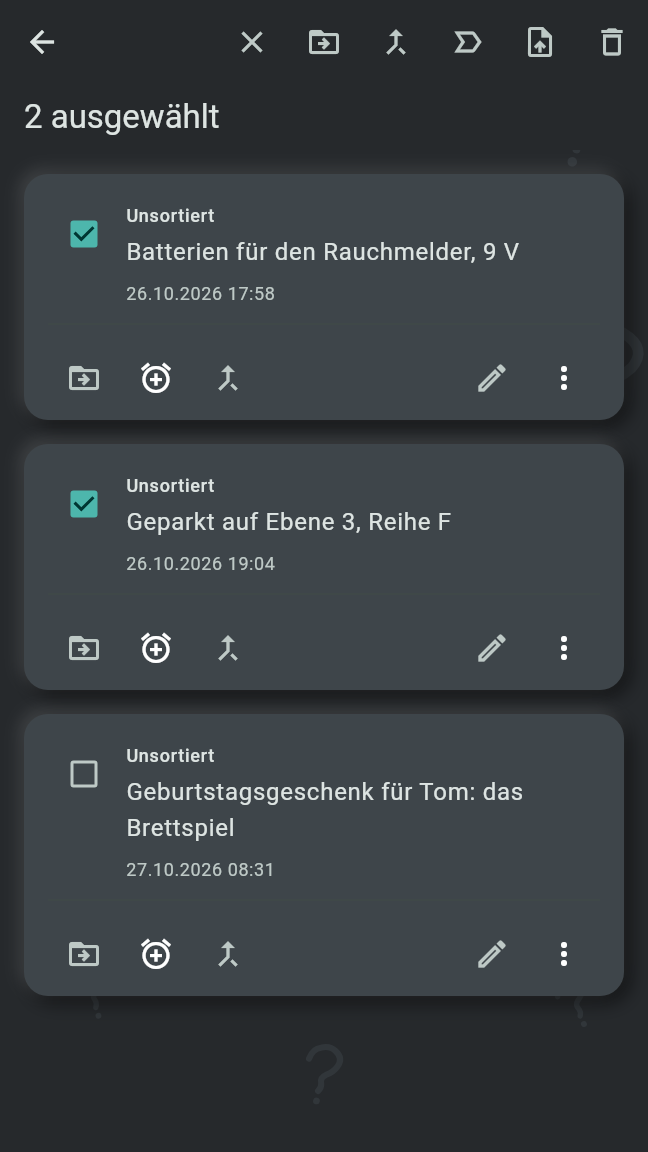 2 ausgewählt
Unsortiert
Batterien für den Rauchmelder, 9 V
26.10.2026 17:58
Unsortiert
Geparkt auf Ebene 3, Reihe F
26.10.2026 19:04
Unsortiert
Geburtstagsgeschenk für Tom: das
Brettspiel
27.10.2026 08:31
?
?
?